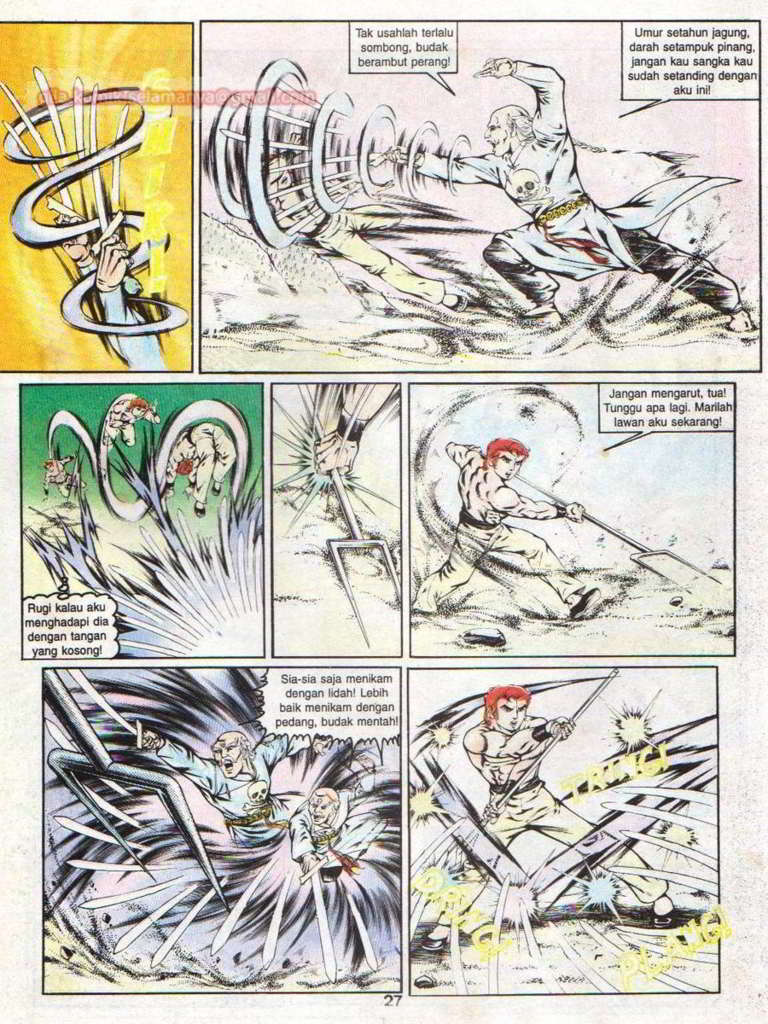 Tak usahlah terlalu
sombong, budak
berambut perang!
Umur setahun jagung,
darah setampuk pinang,
jangan kau sangka kau
sudah setanding dengan
aku ini!
Rugi kalau aku
menghadapi dia
dengan tangan
yang kosong!
Jangan mengarut, tua!
Tunggu apa lagi. Marilah
lawan aku sekarang!
Sia-sia saja menikam
dengan lidah! Lebih
baik menikam dengan
pedang, budak mentah!
TRING!
DRING!
PLANG!
27